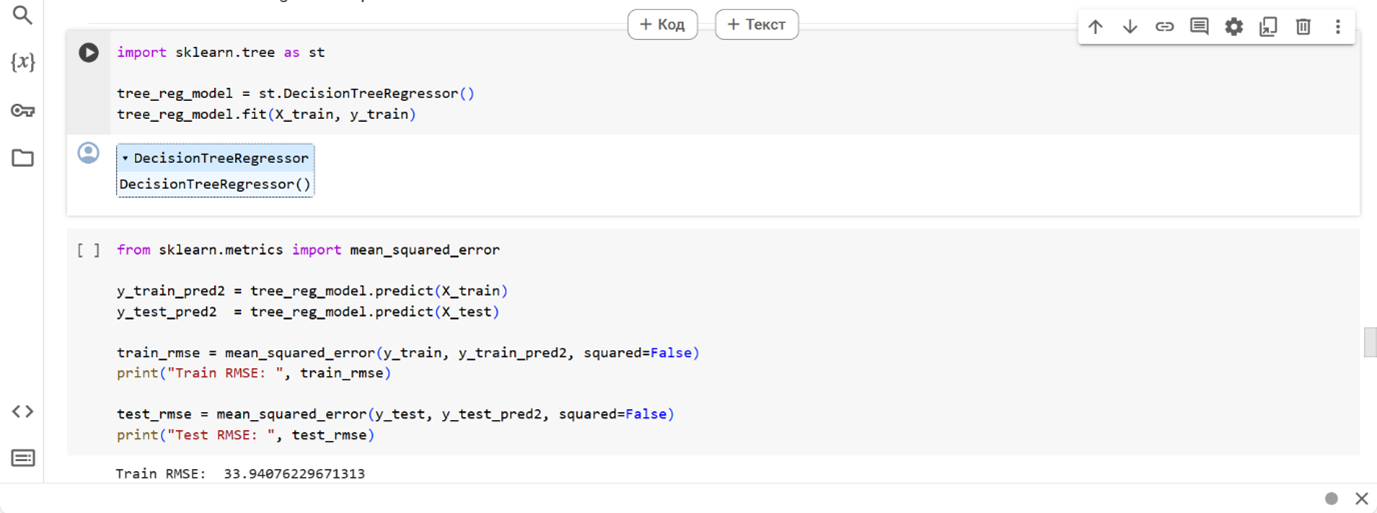 + Код + Текст
{x}
import sklearn.tree as st
tree_reg_model = st.DecisionTreeRegressor()
tree_reg_model.fit(X_train, y_train)
▾ DecisionTreeRegressor
DecisionTreeRegressor()
[ ] from sklearn.metrics import mean_squared_error
y_train_pred2 = tree_reg_model.predict(X_train)
y_test_pred2  = tree_reg_model.predict(X_test)
train_rmse = mean_squared_error(y_train, y_train_pred2, squared=False)
print("Train RMSE: ", train_rmse)
test_rmse = mean_squared_error(y_test, y_test_pred2, squared=False)
print("Test RMSE: ", test_rmse)
Train RMSE:  33.94076229671313